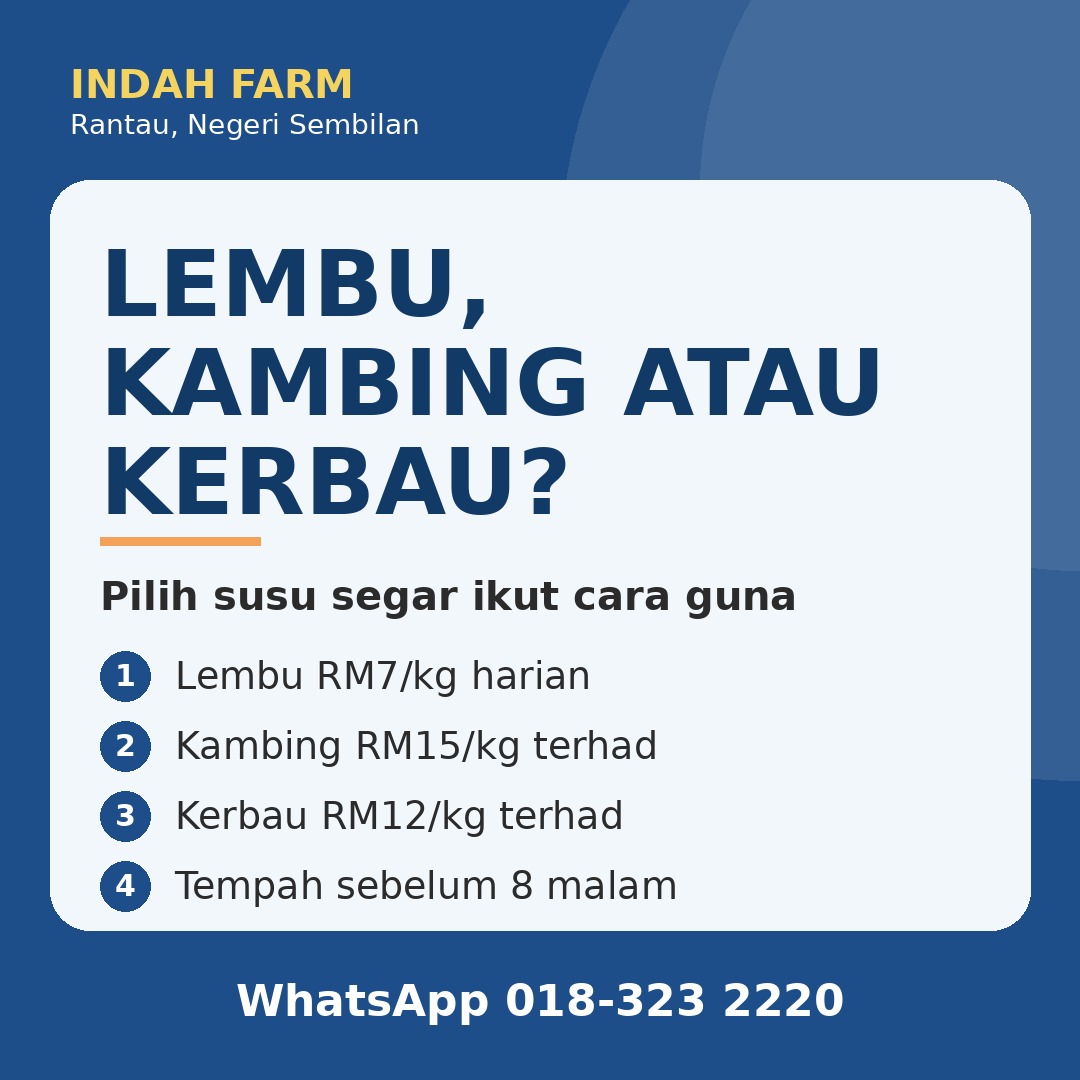 INDAH FARM
Rantau, Negeri Sembilan
LEMBU,
KAMBING ATAU
KERBAU?
Pilih susu segar ikut cara guna
1 Lembu RM7/kg harian
2 Kambing RM15/kg terhad
3 Kerbau RM12/kg terhad
4 Tempah sebelum 8 malam
WhatsApp 018-323 2220